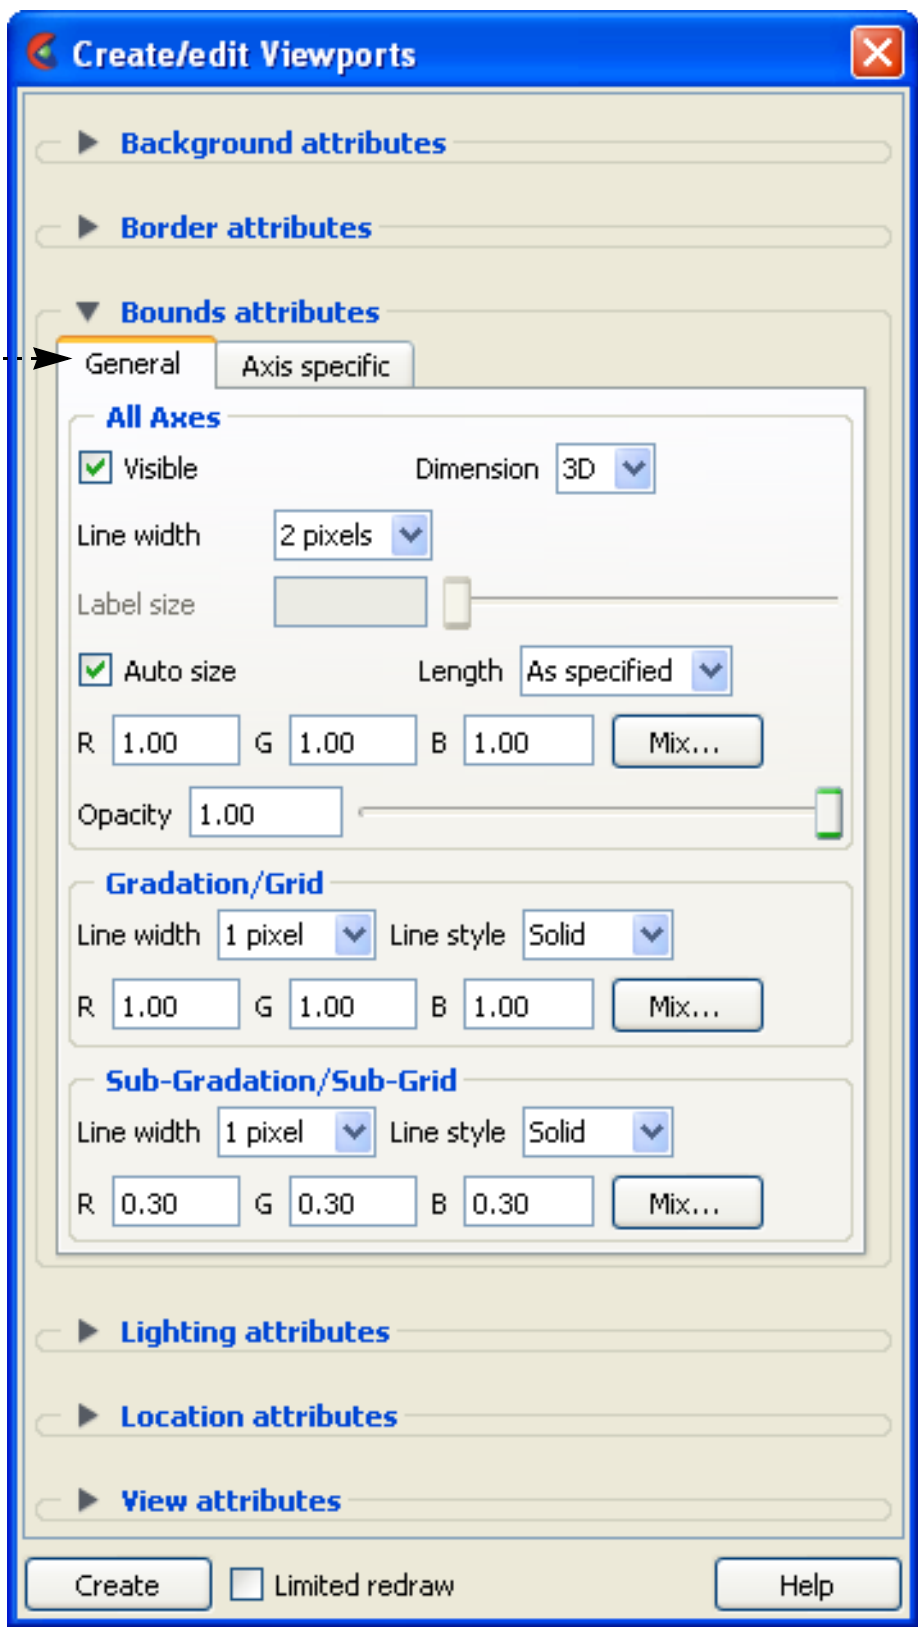 Create/edit Viewports
Background attributes
Border attributes
Bounds attributes
General Axis specific
All Axes
Visible Dimension 3D
Line width 2 pixels
Label size
Auto size Length As specified
R 1.00 G 1.00 B 1.00 Mix...
Opacity 1.00
Gradation/Grid
Line width 1 pixel Line style Solid
R 1.00 G 1.00 B 1.00 Mix...
Sub-Gradation/Sub-Grid
Line width 1 pixel Line style Solid
R 0.30 G 0.30 B 0.30 Mix...
Lighting attributes
Location attributes
View attributes
Create Limited redraw Help